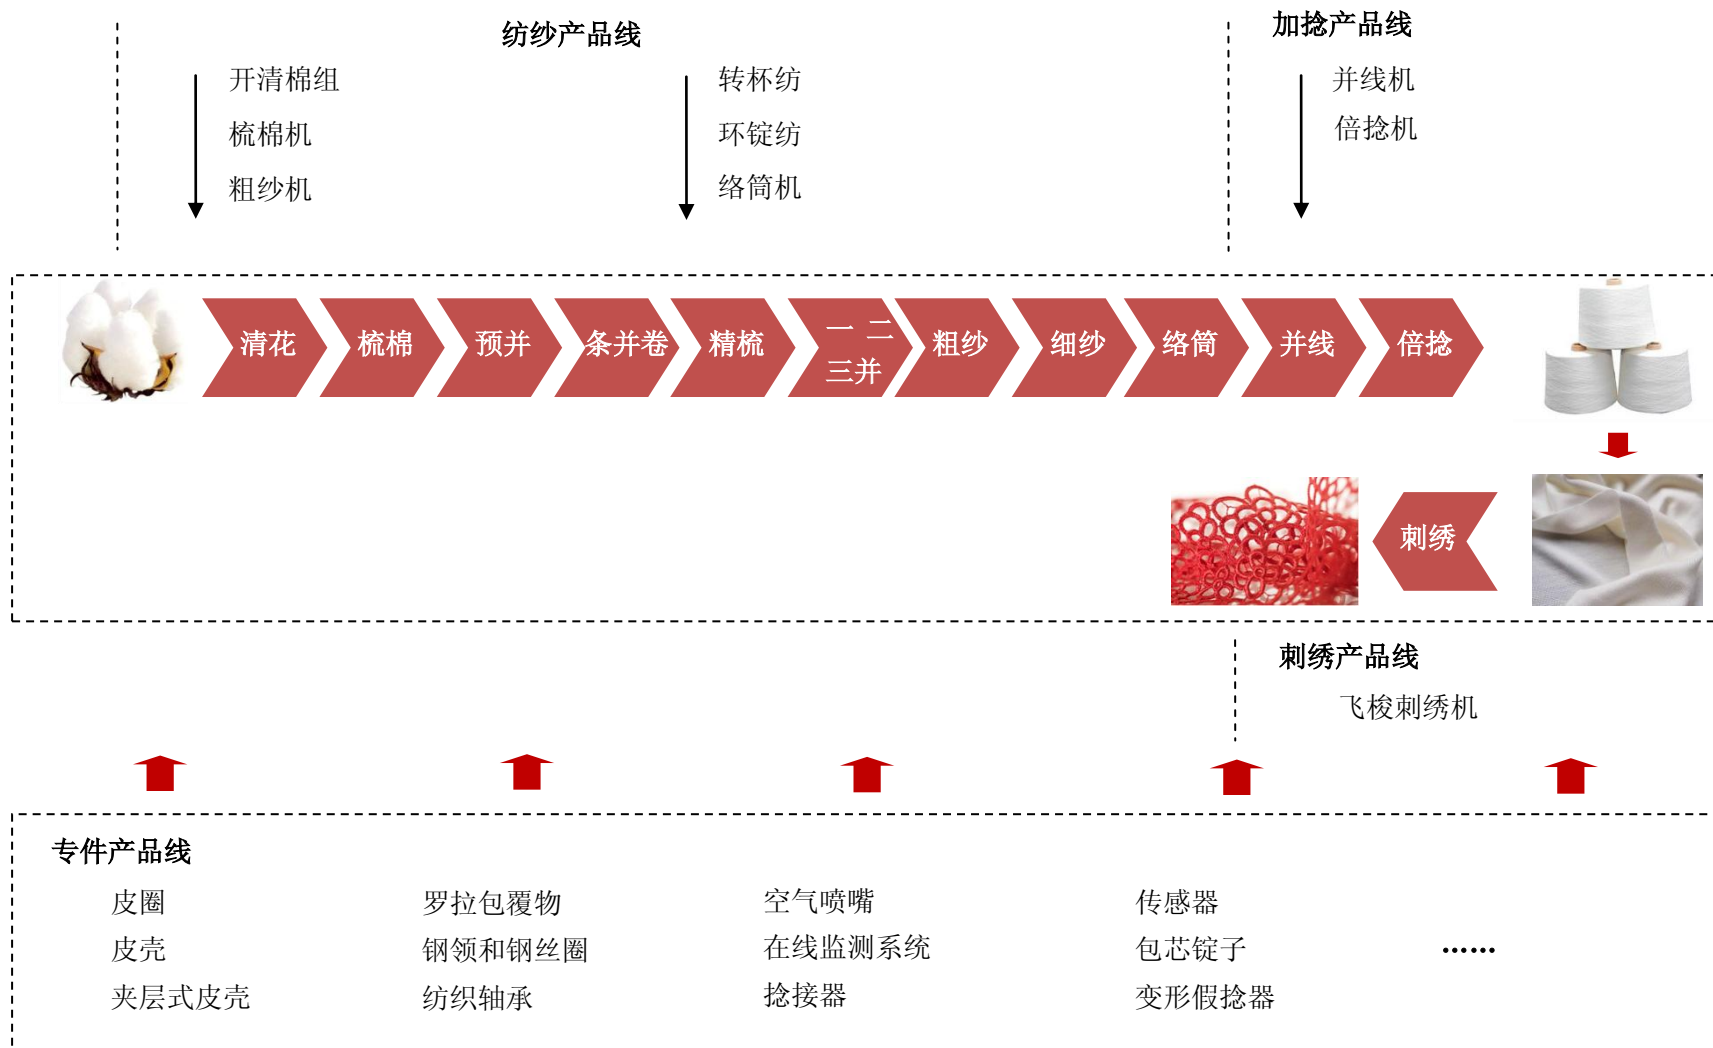 纺纱产品线
加捻产品线
开清棉组
梳棉机
粗纱机
转杯纺
环锭纺
络筒机
并线机
倍捻机
清花
梳棉
预并
条并卷
精梳
一 二
三并
粗纱
细纱
络筒
并线
倍捻
刺绣
刺绣产品线
飞梭刺绣机
专件产品线
皮圈
罗拉包覆物
空气喷嘴
传感器
皮壳
钢领和钢丝圈
在线监测系统
包芯锭子
……
夹层式皮壳
纺织轴承
捻接器
变形假捻器